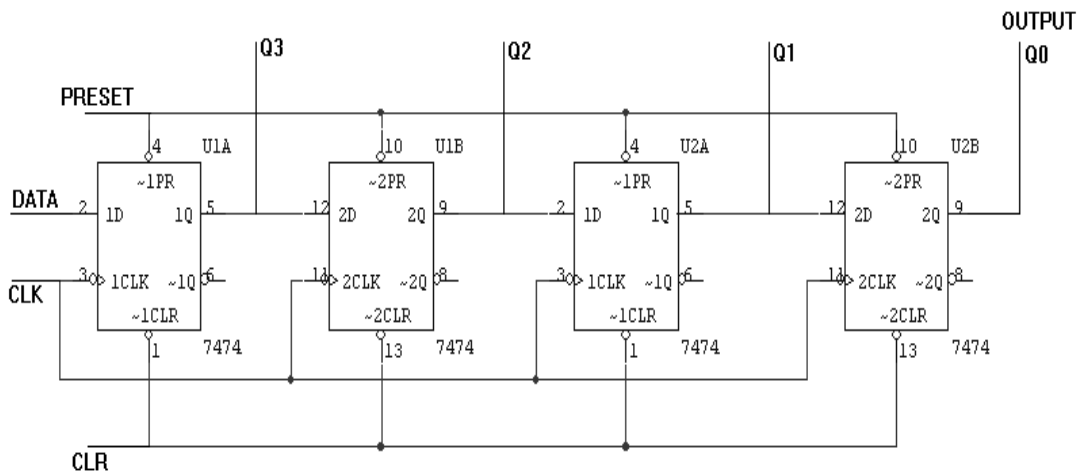 OUTPUT
Q3 Q2 Q1 Q0
PRESET
4 U1A 10 U1B 4 U2A 10 U2B
~1PR ~2PR ~1PR ~2PR
DATA 2 1D 1Q 5 12 2D 2Q 9 2 1D 1Q 5 12 2D 2Q 9
CLK 3 1CLK ~1Q 6 11 2CLK ~2Q 8 3 1CLK ~1Q 6 11 2CLK ~2Q 8
~1CLR ~2CLR ~1CLR ~2CLR
1 7474 13 7474 1 7474 13 7474
CLR